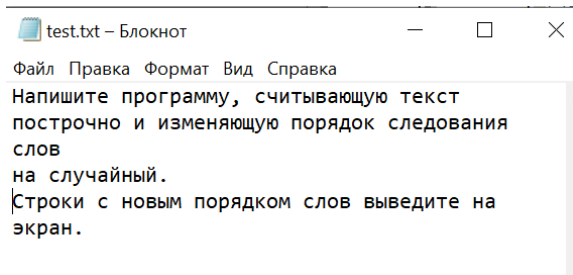 test.txt – Блокнот
Файл Правка Формат Вид Справка
Напишите программу, считывающую текст
построчно и изменяющую порядок следования
слов
на случайный.
Строки с новым порядком слов выведите на
экран.